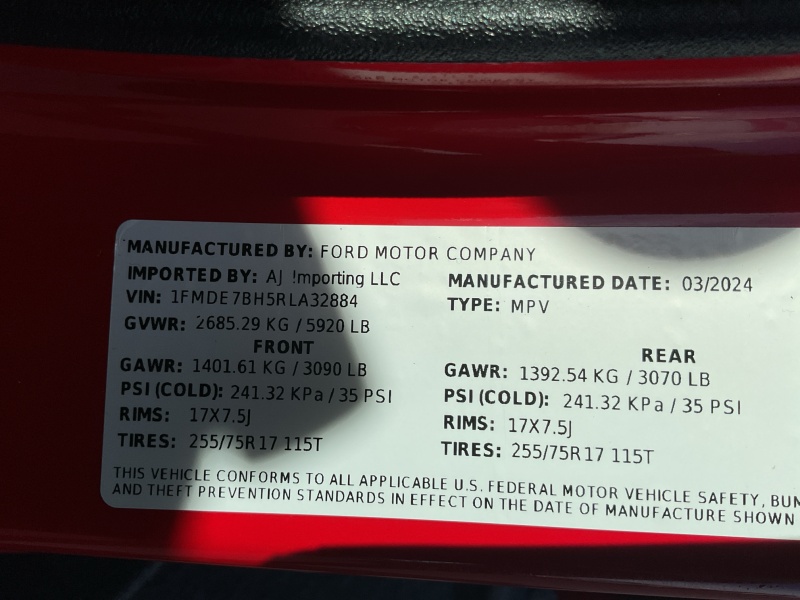 MANUFACTURED BY: FORD MOTOR COMPANY
IMPORTED BY: AJ Importing LLC
MANUFACTURED DATE: 03/2024
VIN: 1FMDE7BH5RLA32884
TYPE: MPV
GVWR: 2685.29 KG / 5920 LB
FRONT
REAR
GAWR: 1401.61 KG / 3090 LB
GAWR: 1392.54 KG / 3070 LB
PSI (COLD): 241.32 KPa / 35 PSI
PSI (COLD): 241.32 KPa / 35 PSI
RIMS: 17X7.5J
RIMS: 17X7.5J
TIRES: 255/75R17 115T
TIRES: 255/75R17 115T
THIS VEHICLE CONFORMS TO ALL APPLICABLE U.S. FEDERAL MOTOR VEHICLE SAFETY, BUM
AND THEFT PREVENTION STANDARDS IN EFFECT ON THE DATE OF MANUFACTURE SHOWN